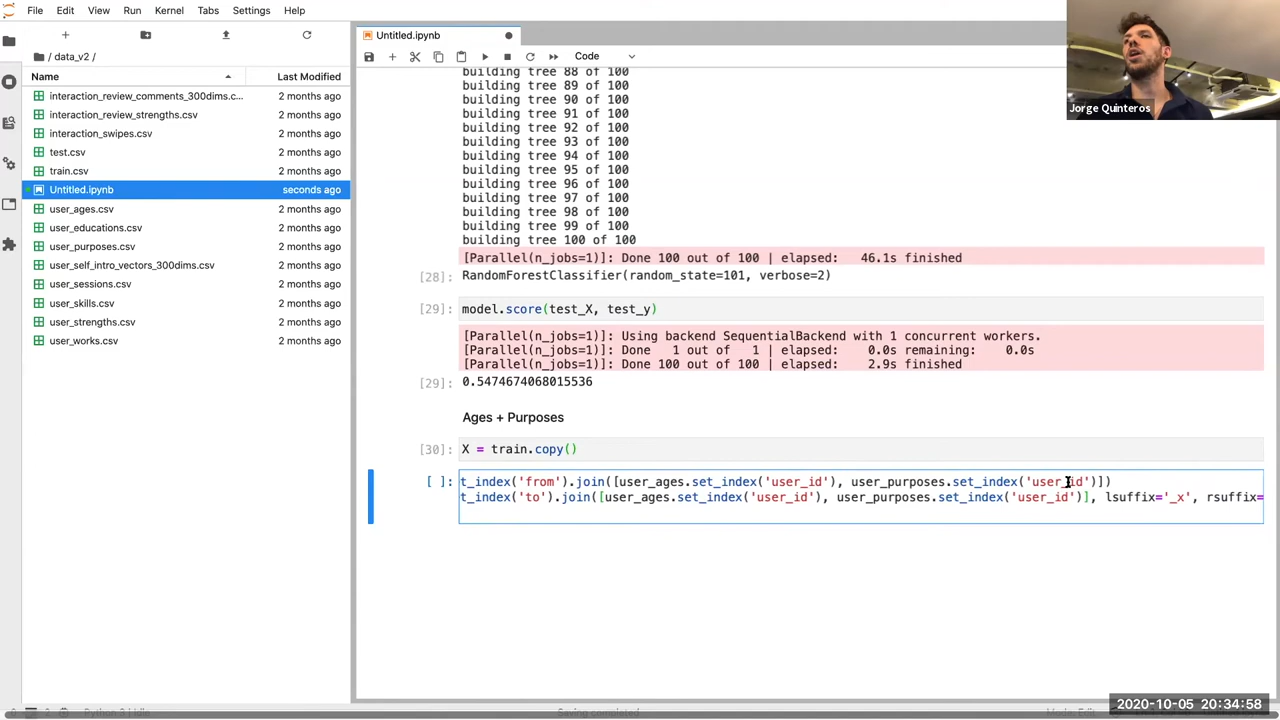 File Edit View Run Kernel Tabs Settings Help
/ data_v2 /
Name Last Modified
interaction_review_comments_300dims.c... 2 months ago
interaction_review_strengths.csv 2 months ago
interaction_swipes.csv 2 months ago
test.csv 2 months ago
train.csv 2 months ago
Untitled.ipynb seconds ago
user_ages.csv 2 months ago
user_educations.csv 2 months ago
user_purposes.csv 2 months ago
user_self_intro_vectors_300dims.csv 2 months ago
user_sessions.csv 2 months ago
user_skills.csv 2 months ago
user_strengths.csv 2 months ago
user_works.csv 2 months ago
Untitled.ipynb
Code
building tree 88 of 100
building tree 89 of 100
building tree 90 of 100
building tree 91 of 100
building tree 92 of 100
building tree 93 of 100
building tree 94 of 100
building tree 95 of 100
building tree 96 of 100
building tree 97 of 100
building tree 98 of 100
building tree 99 of 100
building tree 100 of 100
[Parallel(n_jobs=1)]: Done 100 out of 100 | elapsed: 46.1s finished
[28]: RandomForestClassifier(random_state=101, verbose=2)
[29]: model.score(test_X, test_y)
[Parallel(n_jobs=1)]: Using backend SequentialBackend with 1 concurrent workers.
[Parallel(n_jobs=1)]: Done 1 out of 1 | elapsed: 0.0s remaining: 0.0s
[Parallel(n_jobs=1)]: Done 100 out of 100 | elapsed: 2.9s finished
[29]: 0.5474674068015536
Ages + Purposes
[30]: X = train.copy()
[ ]: t_index('from').join([user_ages.set_index('user_id'), user_purposes.set_index('user_id')])
t_index('to').join([user_ages.set_index('user_id'), user_purposes.set_index('user_id')], lsuffix='_x', rsuffix=
Jorge Quinteros
Python 3 | Idle
Saving completed
2020-10-05 20:34:58